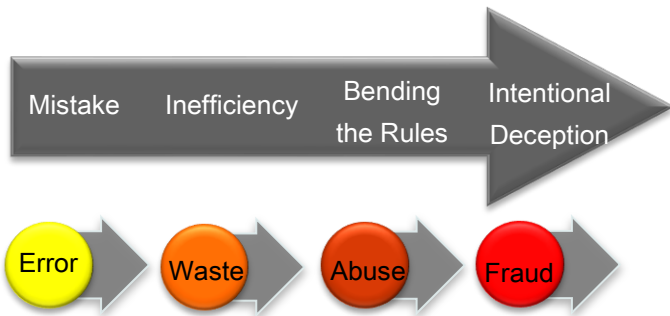 Mistake Inefficiency Bending the Rules Intentional Deception
Error Waste Abuse Fraud